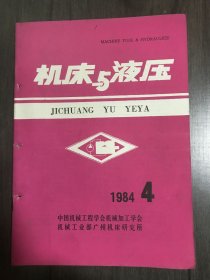 MACHINE TOOL & HYDRAULICS
机床与液压
JICHUANG YU YEYA
1984 4
中国机械工程学会机械加工学会
机械工业部广州机床研究所